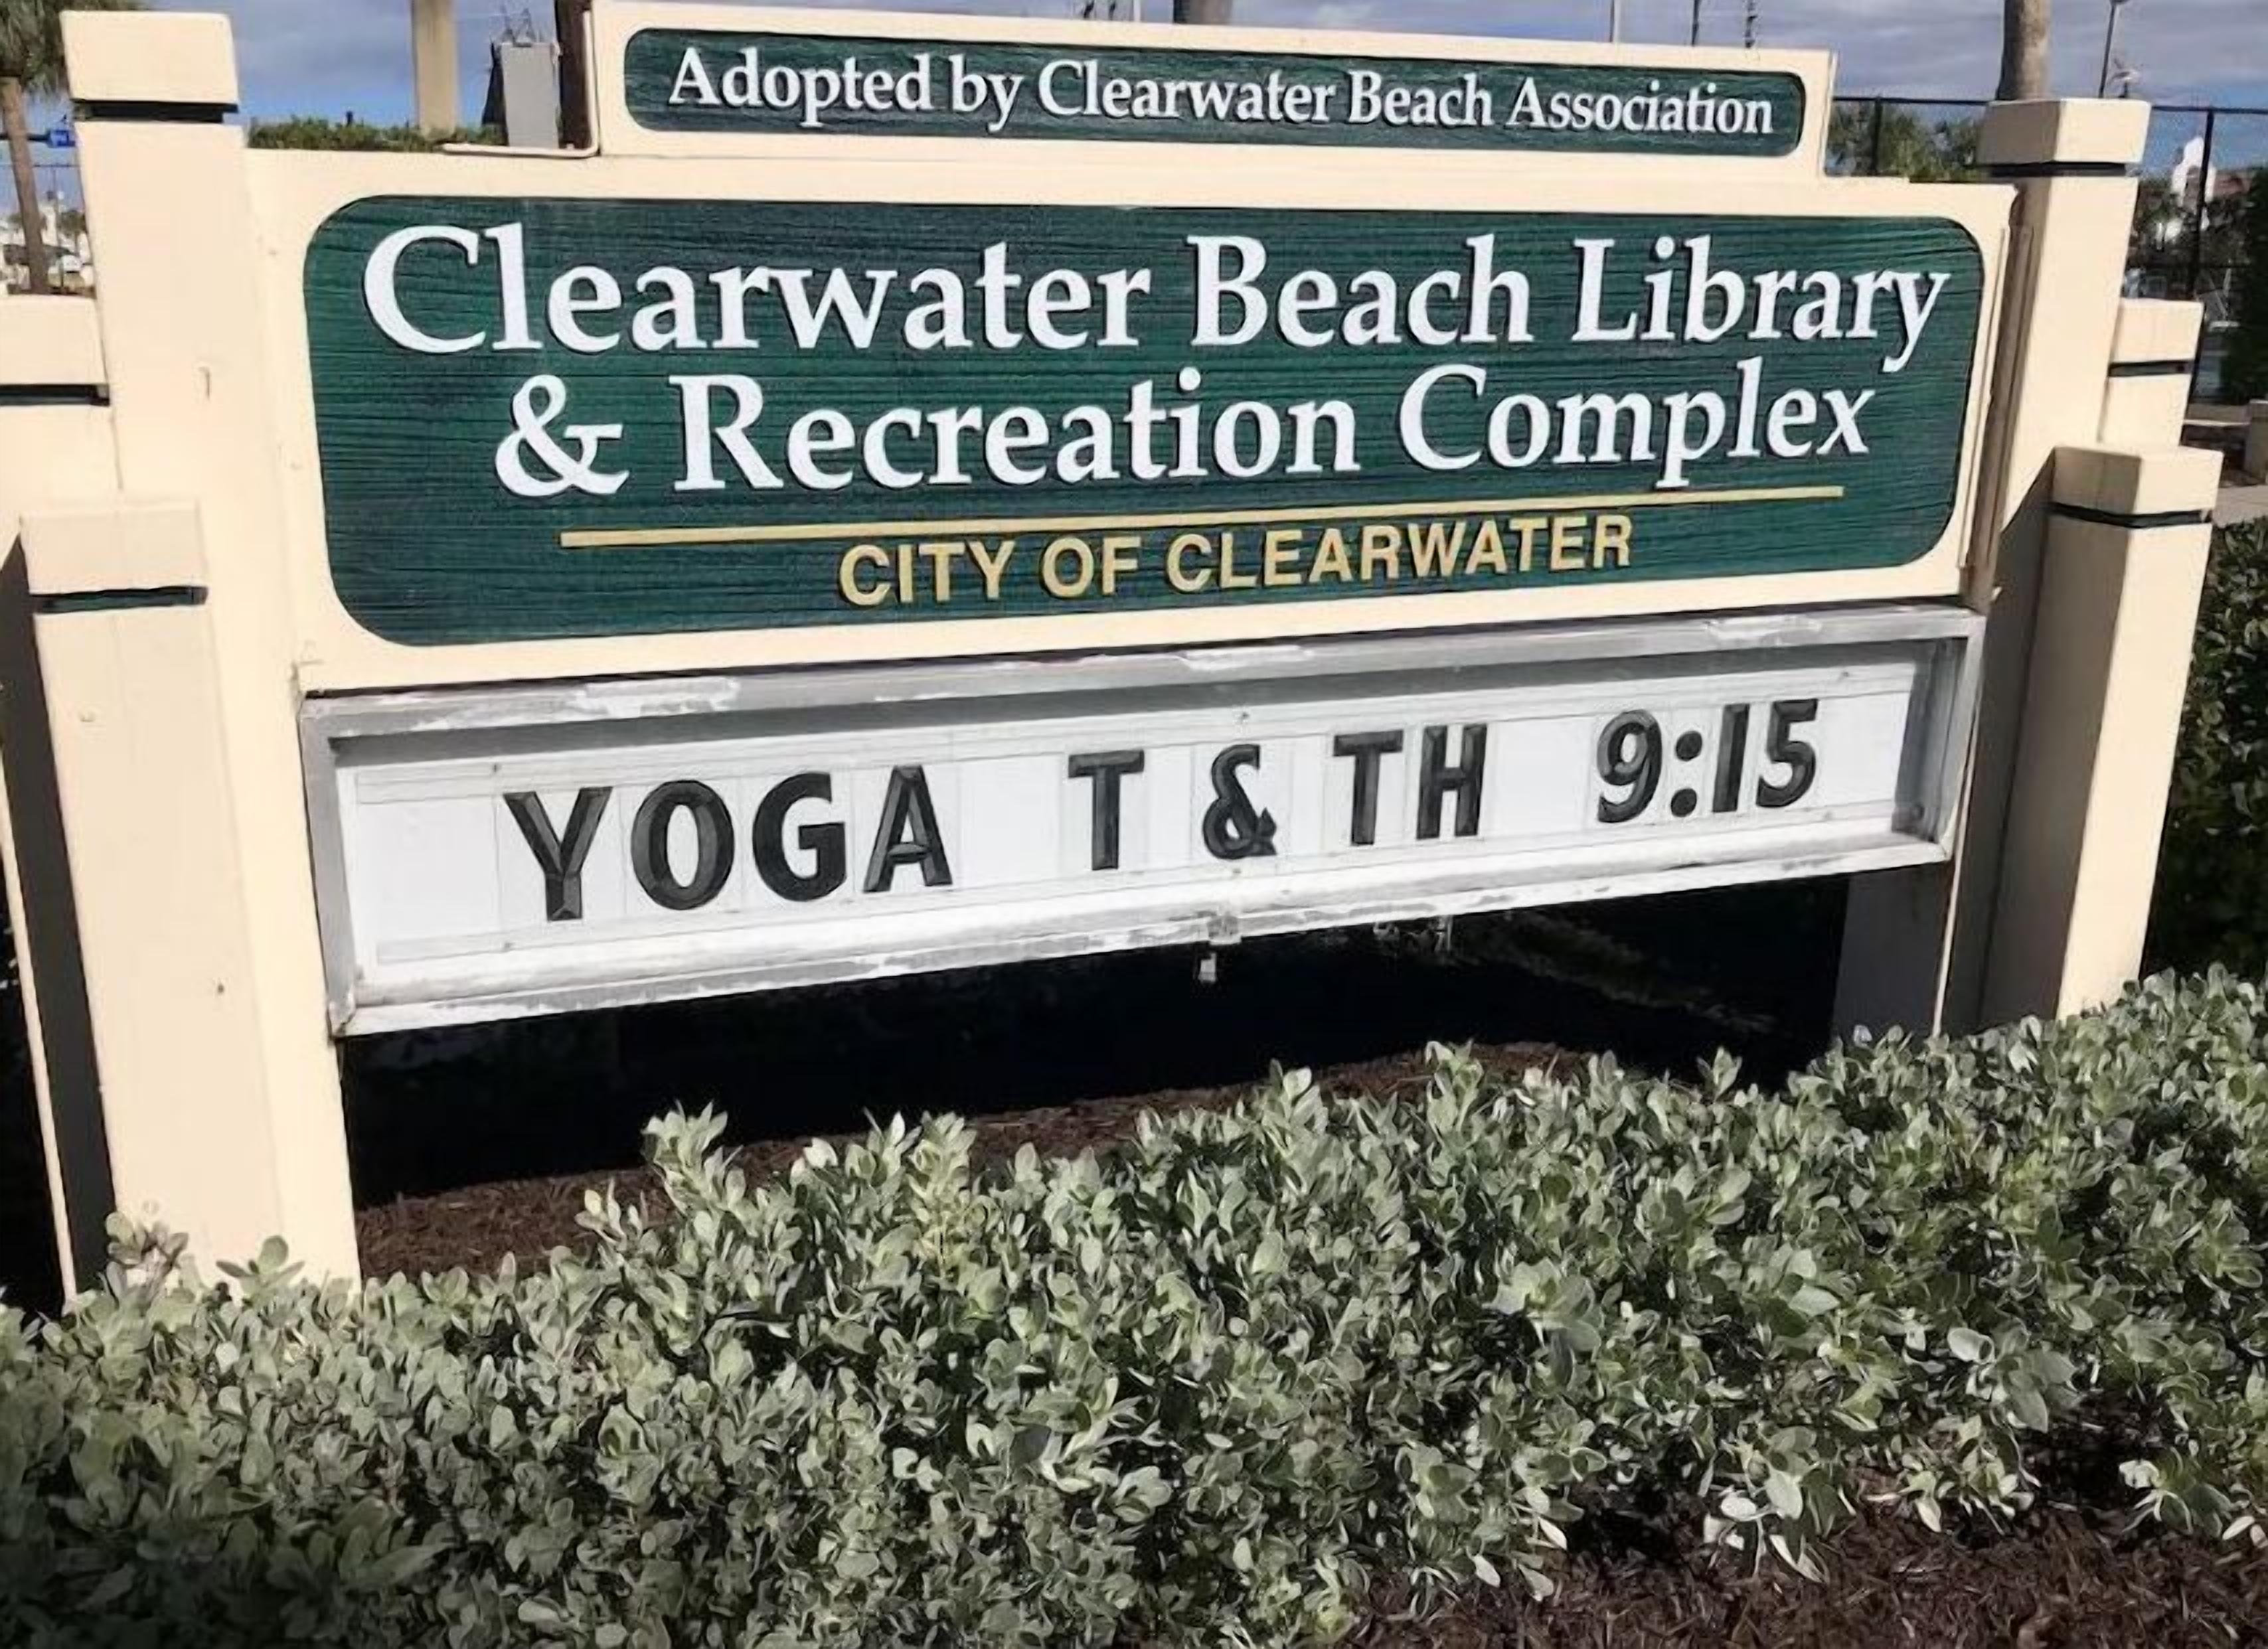 Adopted by Clearwater Beach Association
Clearwater Beach Library
& Recreation Complex
CITY OF CLEARWATER
YOGA T & TH 9:15